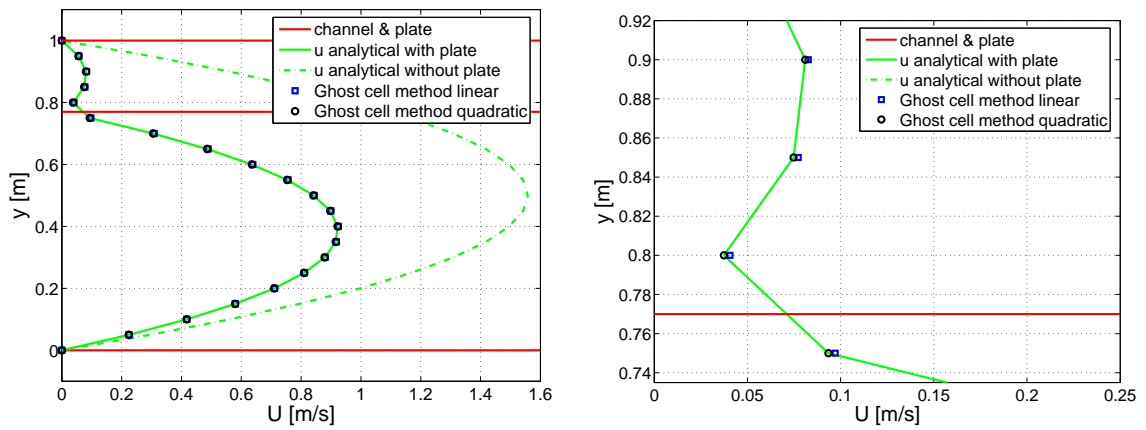 channel & plate
u analytical with plate
u analytical without plate
Ghost cell method linear
Ghost cell method quadratic
1
0.8
0.6
0.4
0.2
0
y [m]
0 0.2 0.4 0.6 0.8 1 1.2 1.4 1.6
U [m/s]
channel & plate
u analytical with plate
u analytical without plate
Ghost cell method linear
Ghost cell method quadratic
0.92
0.9
0.88
0.86
0.84
0.82
0.8
0.78
0.76
0.74
y [m]
0 0.05 0.1 0.15 0.2 0.25
U [m/s]